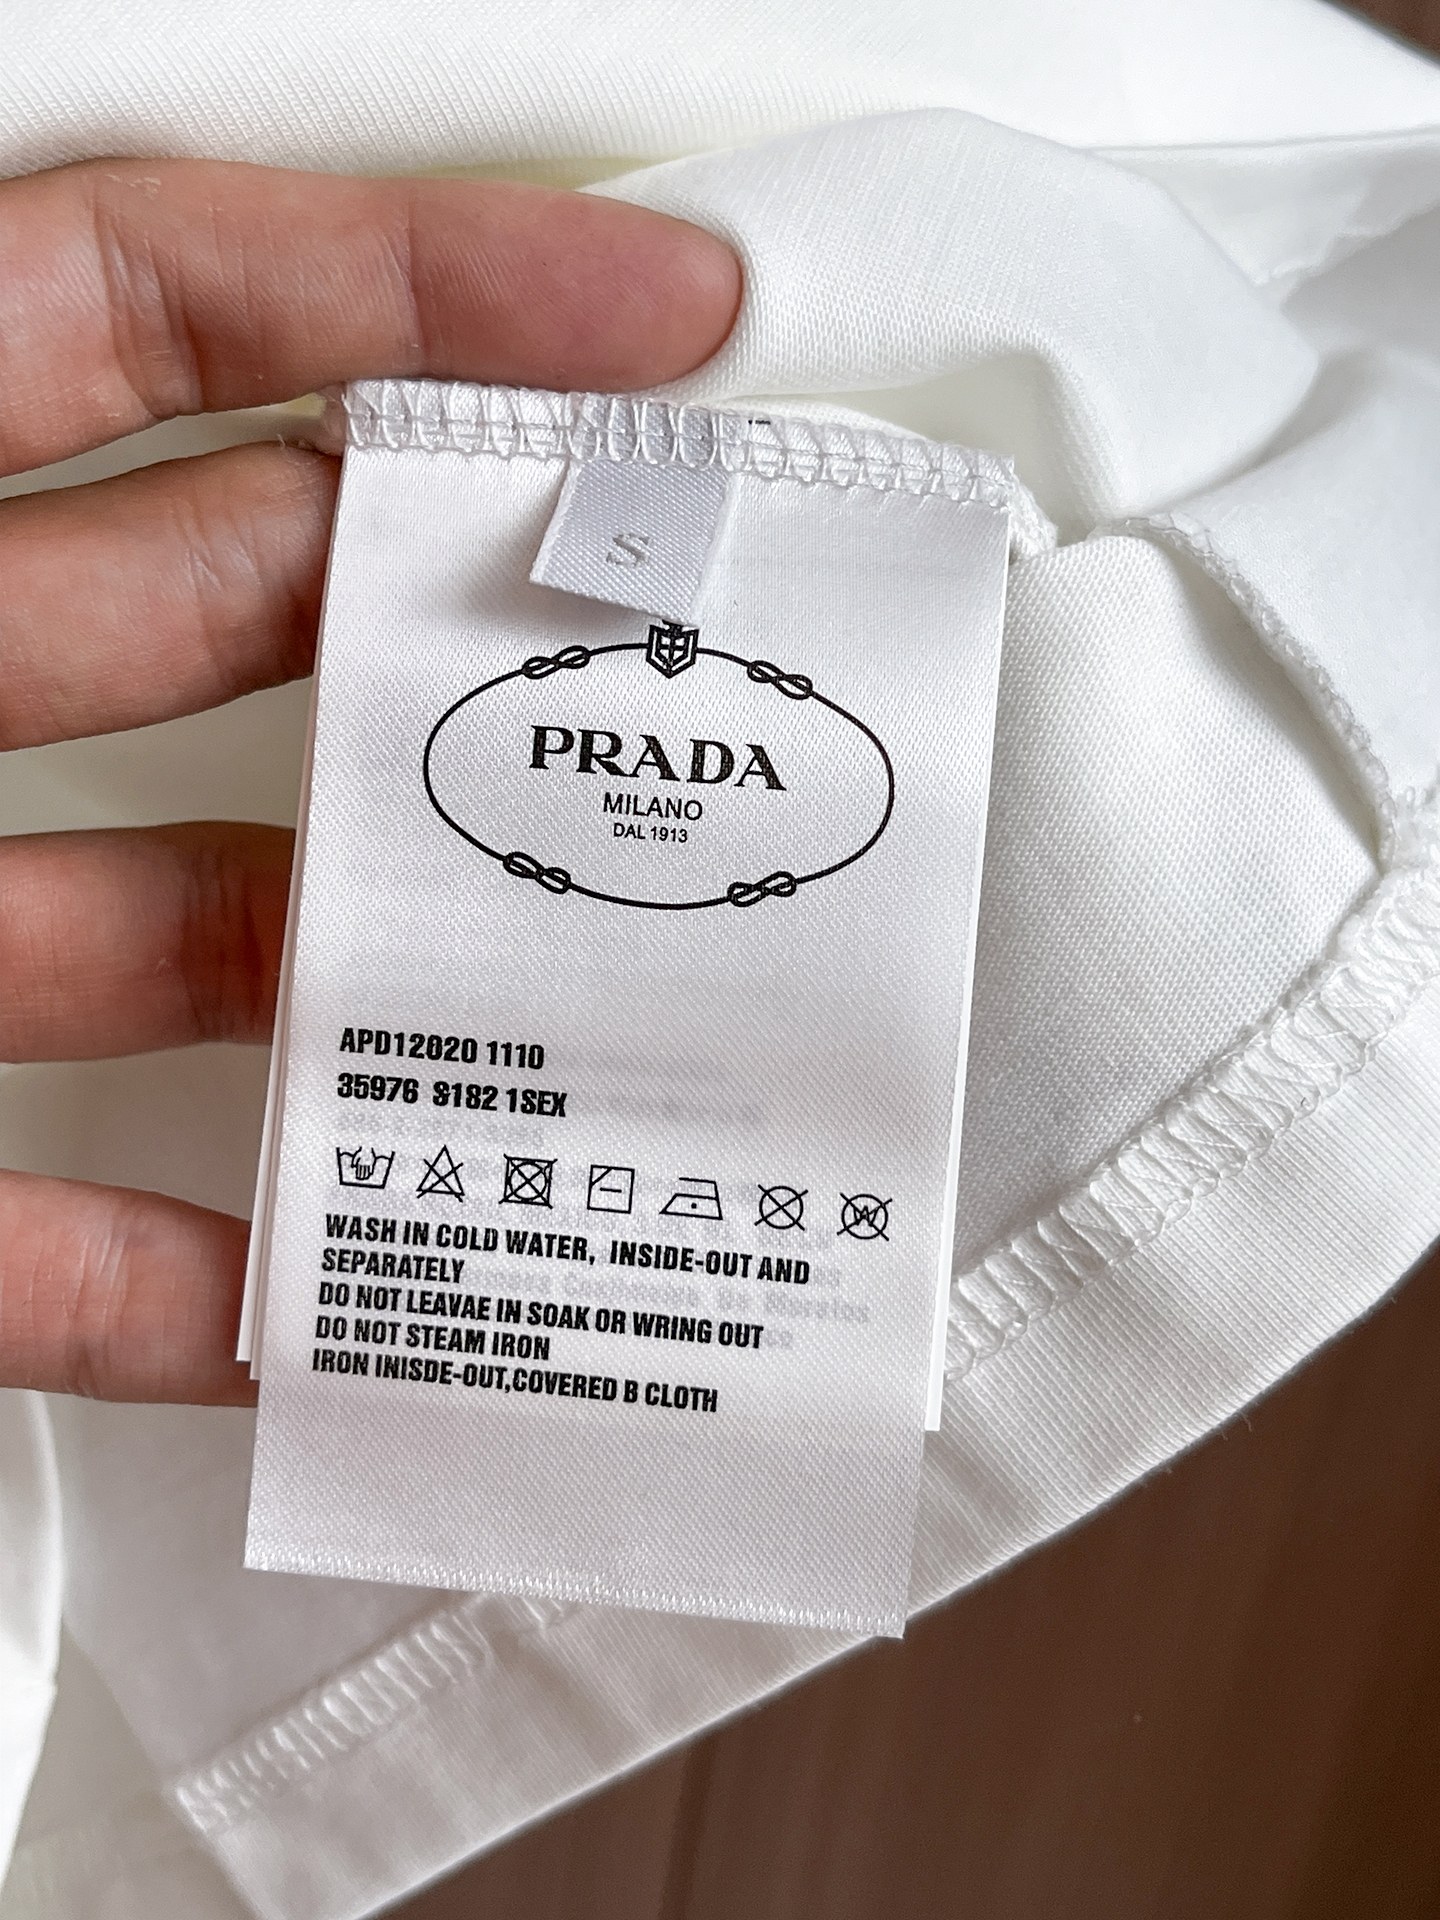 S
PRADA
MILANO
DAL 1913
APD12020 1110
35976 S182 1SEX
W
WASH IN COLD WATER, INSIDE-OUT AND
SEPARATELY
DO NOT LEAVAE IN SOAK OR WRING OUT
DO NOT STEAM IRON
IRON INISDE-OUT,COVERED B CLOTH